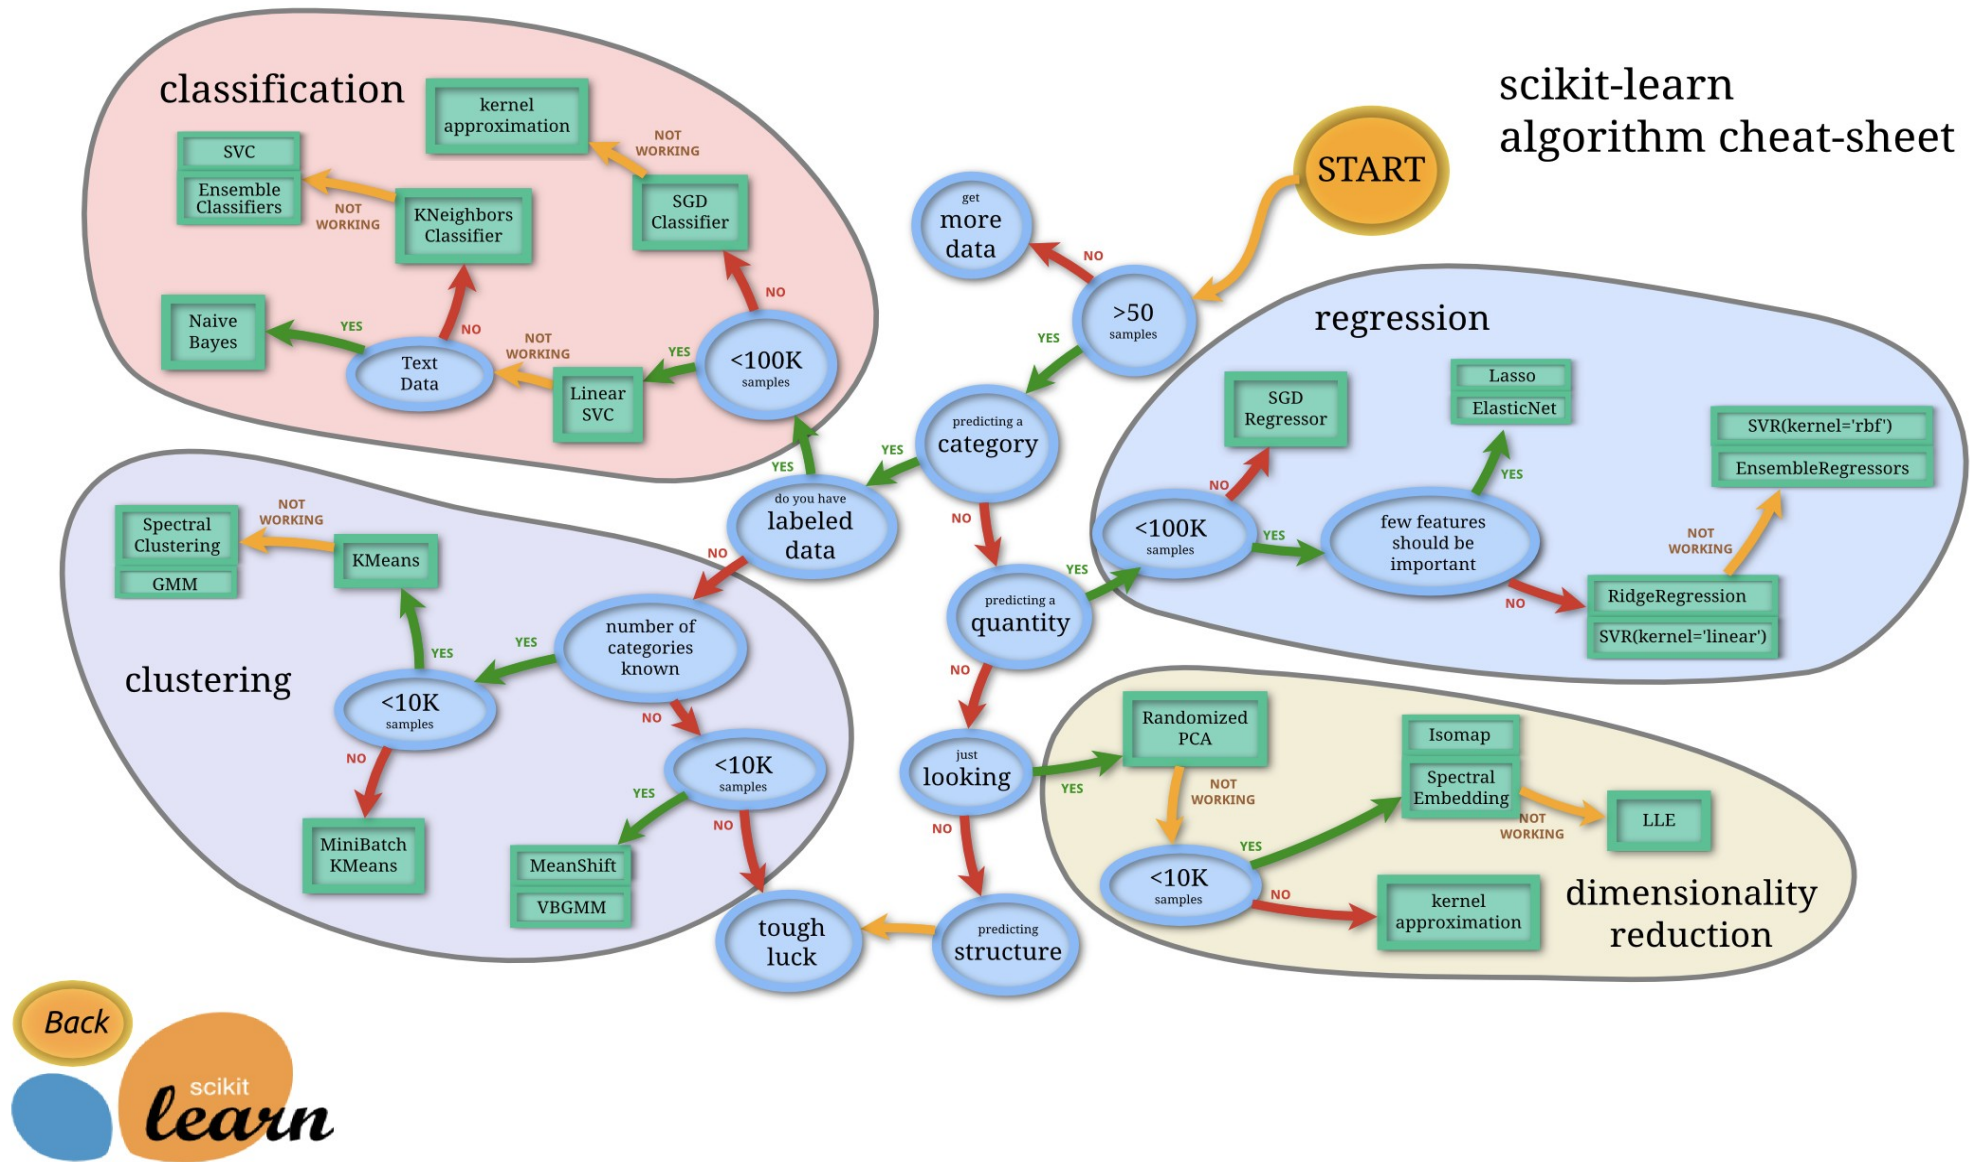 scikit-learn
algorithm cheat-sheet
START
classification
kernel
approximation
NOT
WORKING
SVC
Ensemble
Classifiers
NOT
WORKING
KNeighbors
Classifier
SGD
Classifier
NO
Naive
Bayes
YES
Text
Data
NO
NOT
WORKING
Linear
SVC
YES
<100K
samples
YES
get
more
data
NO
>50
samples
YES
predicting a
category
YES
NO
do you have
labeled
data
NO
predicting a
quantity
YES
NO
just
looking
YES
NO
predicting
structure
tough
luck
regression
SGD
Regressor
NO
<100K
samples
YES
Lasso
ElasticNet
YES
few features
should be
important
NO
SVR(kernel='rbf')
EnsembleRegressors
NOT
WORKING
RidgeRegression
SVR(kernel='linear')
clustering
Spectral
Clustering
GMM
NOT
WORKING
KMeans
YES
<10K
samples
YES
number of
categories
known
NO
NO
MiniBatch
KMeans
<10K
samples
YES
NO
MeanShift
VBGMM
dimensionality
reduction
Randomized
PCA
NOT
WORKING
<10K
samples
YES
NO
Isomap
Spectral
Embedding
NOT
WORKING
LLE
kernel
approximation
Back
scikit
learn